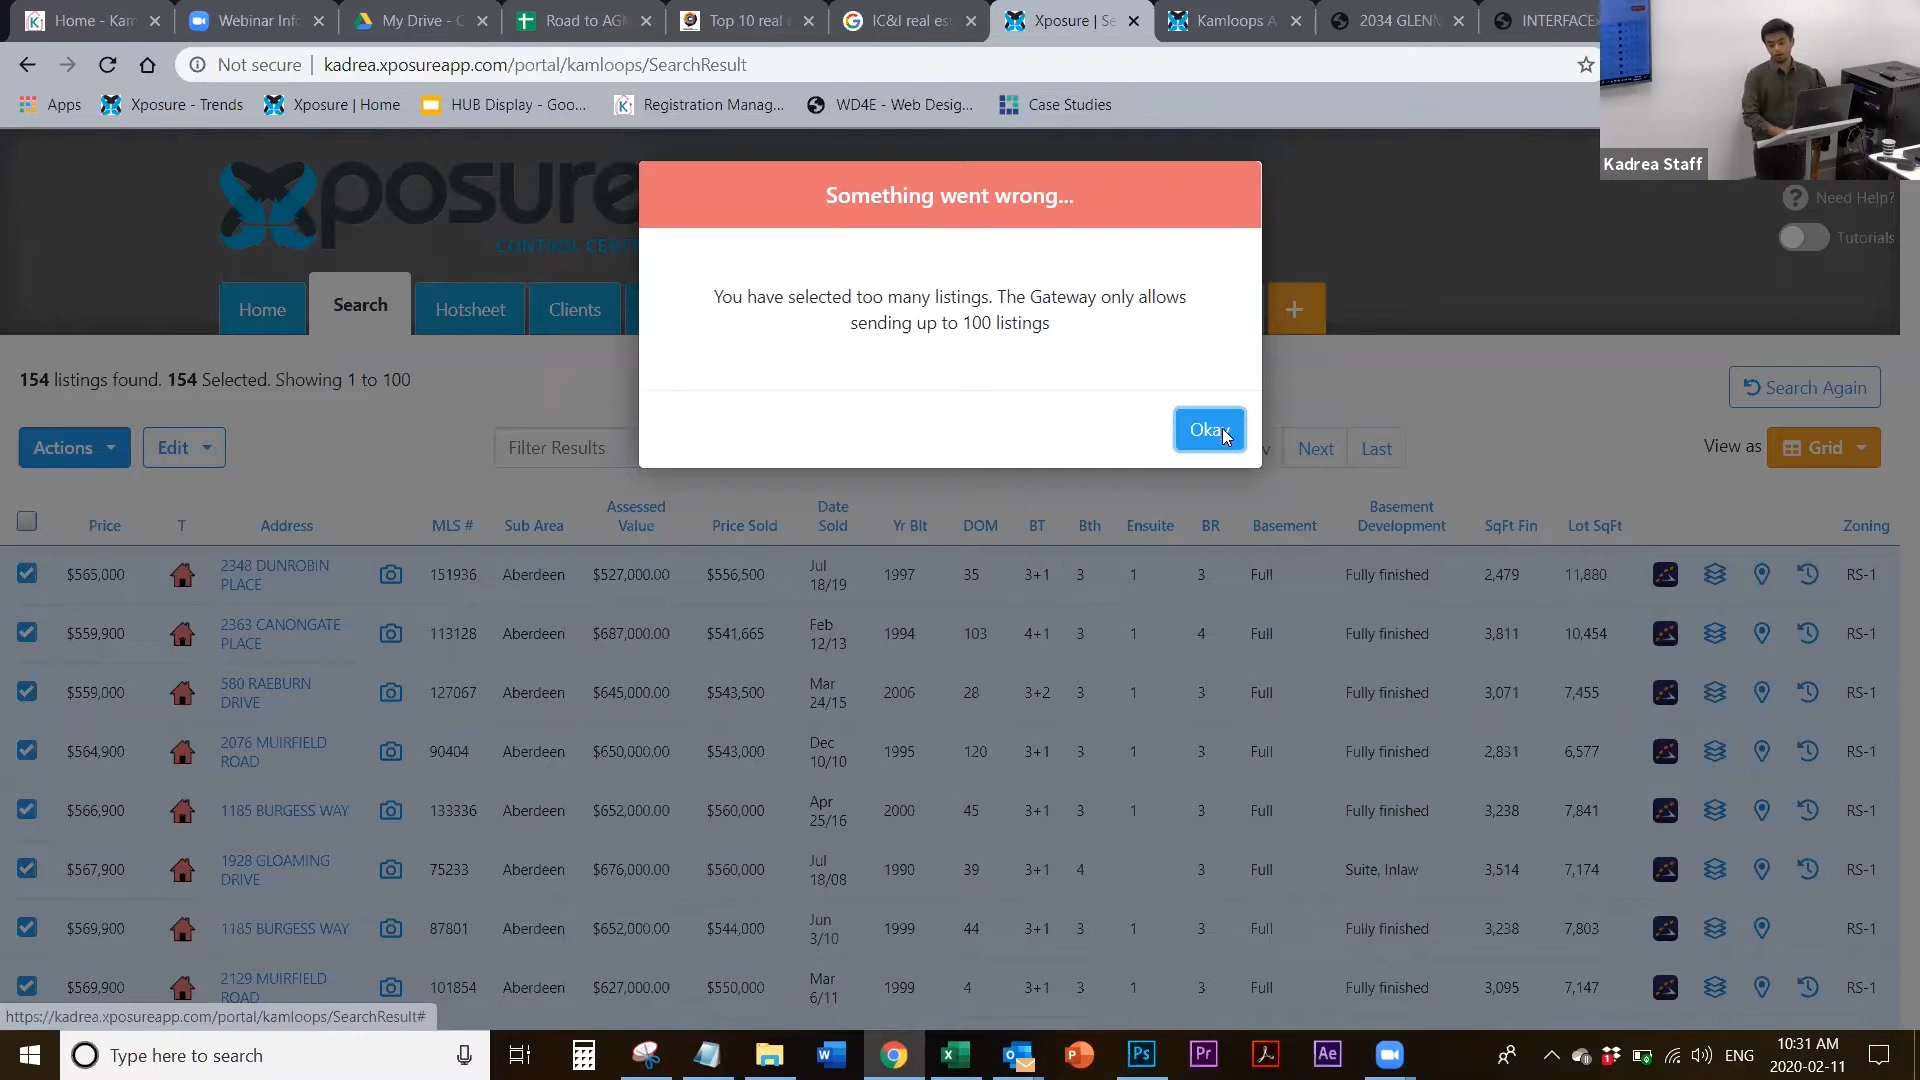 Home - Kam
Webinar Info
My Drive - G
Road to AGM
Top 10 real e
IC&I real est
Xposure | Se
Kamloops A
2034 GLENN
INTERFACE
Not secure | kadrea.xposureapp.com/portal/kamloops/SearchResult
Apps
Xposure - Trends
Xposure | Home
HUB Display - Goo...
Registration Manag...
WD4E - Web Desig...
Case Studies
Kadrea Staff
Xposure
CONTROL CENT
Need Help?
Tutorials
Home
Search
Hotsheet
Clients
+
Something went wrong...
You have selected too many listings. The Gateway only allows
sending up to 100 listings
Okay
154 listings found. 154 Selected. Showing 1 to 100
Search Again
Actions
Edit
Filter Results
Next
Last
View as
Grid
Price T Address MLS # Sub Area Assessed Value Price Sold Date Sold Yr Blt DOM BT Bth Ensuite BR Basement Basement Development SqFt Fin Lot SqFt Zoning
$565,000 2348 DUNROBIN PLACE 151936 Aberdeen $527,000.00 $556,500 Jul 18/19 1997 35 3+1 3 1 3 Full Fully finished 2,479 11,880 RS-1
$559,900 2363 CANONGATE PLACE 113128 Aberdeen $687,000.00 $541,665 Feb 12/13 1994 103 4+1 3 1 4 Full Fully finished 3,811 10,454 RS-1
$559,000 580 RAEBURN DRIVE 127067 Aberdeen $645,000.00 $543,500 Mar 24/15 2006 28 3+2 3 1 3 Full Fully finished 3,071 7,455 RS-1
$564,900 2076 MUIRFIELD ROAD 90404 Aberdeen $650,000.00 $543,000 Dec 10/10 1995 120 3+1 3 1 3 Full Fully finished 2,831 6,577 RS-1
$566,900 1185 BURGESS WAY 133336 Aberdeen $652,000.00 $560,000 Apr 25/16 2000 45 3+1 3 1 3 Full Fully finished 3,238 7,841 RS-1
$567,900 1928 GLOAMING DRIVE 75233 Aberdeen $676,000.00 $560,000 Jul 18/08 1990 39 3+1 4 3 Full Suite, Inlaw 3,514 7,174 RS-1
$569,900 1185 BURGESS WAY 87801 Aberdeen $652,000.00 $544,000 Jun 3/10 1999 44 3+1 3 1 3 Full Fully finished 3,238 7,803 RS-1
$569,900 2129 MUIRFIELD ROAD 101854 Aberdeen $627,000.00 $550,000 Mar 6/11 1999 4 3+1 3 1 3 Full Fully finished 3,095 7,147 RS-1
https://kadrea.xposureapp.com/portal/kamloops/SearchResult#
Type here to search
ENG
10:31 AM
2020-02-11